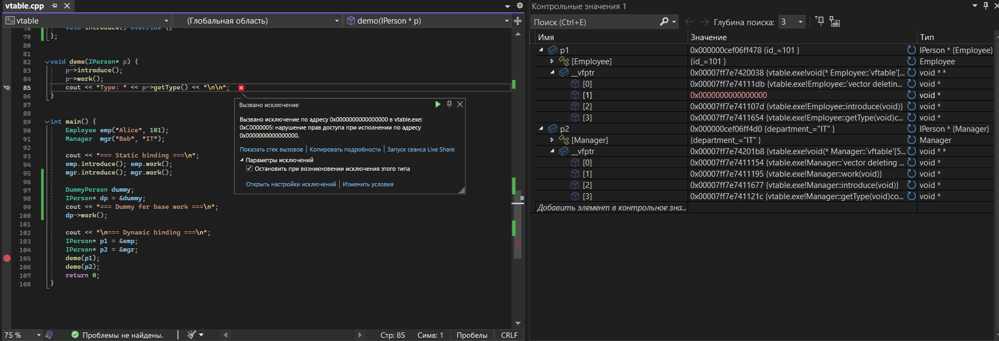 vtable.cpp
vtable
(Глобальная область)
demo(IPerson * p)
78 void introduce() override {}
79 };
80
81
82 void demo(IPerson* p) {
83 p->introduce();
84 p->work();
85 cout << "Type: " << p->getType() << "\n\n";
86 }
87
88
89 int main() {
90 Employee emp("Alice", 101);
91 Manager mgr("Bob", "IT");
92
93 cout << "=== Static binding ===\n";
94 emp.introduce(); emp.work();
95 mgr.introduce(); mgr.work();
96
97 DummyPerson dummy;
98 IPerson* dp = &dummy;
99 cout << "=== Dummy for base work ===\n";
100 dp->work();
101
102 cout << "\n=== Dynamic binding ===\n";
103 IPerson* p1 = &emp;
104 IPerson* p2 = &mgr;
105 demo(p1);
106 demo(p2);
107 return 0;
108 }
Вызвано исключение
Вызвано исключение по адресу 0x0000000000000000 в vtable.exe:
0xC0000005: нарушение прав доступа при исполнении по адресу
0x0000000000000000.
Показать стек вызовов | Копировать подробности | Запуск сеанса Live Share
Параметры исключений
Остановить при возникновении исключения этого типа
Открыть настройки исключений | Изменить условия
75 %
Проблемы не найдены.
Стр: 85
Симв: 1
Пробелы
CRLF
Контрольные значения 1
Поиск (Ctrl+E)
Глубина поиска: 3
Имя Значение Тип
p1 0x000000cef06ff478 {id_=101 } IPerson * {Employee}
[Employee] {id_=101 } Employee
__vfptr 0x00007ff7e7420038 {vtable.exe!void(* Employee::`vftable'[... void * *
[0] 0x00007ff7e74111db {vtable.exe!Employee::`vector deletin... void *
[1] 0x0000000000000000 void *
[2] 0x00007ff7e741107d {vtable.exe!Employee::introduce(void)} void *
[3] 0x00007ff7e7411654 {vtable.exe!Employee::getType(void)c... void *
p2 0x000000cef06ff4d0 {department_="IT" } IPerson * {Manager}
[Manager] {department_="IT" } Manager
__vfptr 0x00007ff7e74201b8 {vtable.exe!void(* Manager::`vftable'[5... void * *
[0] 0x00007ff7e7411154 {vtable.exe!Manager::`vector deleting ... void *
[1] 0x00007ff7e7411195 {vtable.exe!Manager::work(void)} void *
[2] 0x00007ff7e7411677 {vtable.exe!Manager::introduce(void)} void *
[3] 0x00007ff7e741121c {vtable.exe!Manager::getType(void)co... void *
Добавить элемент в контрольное зна...